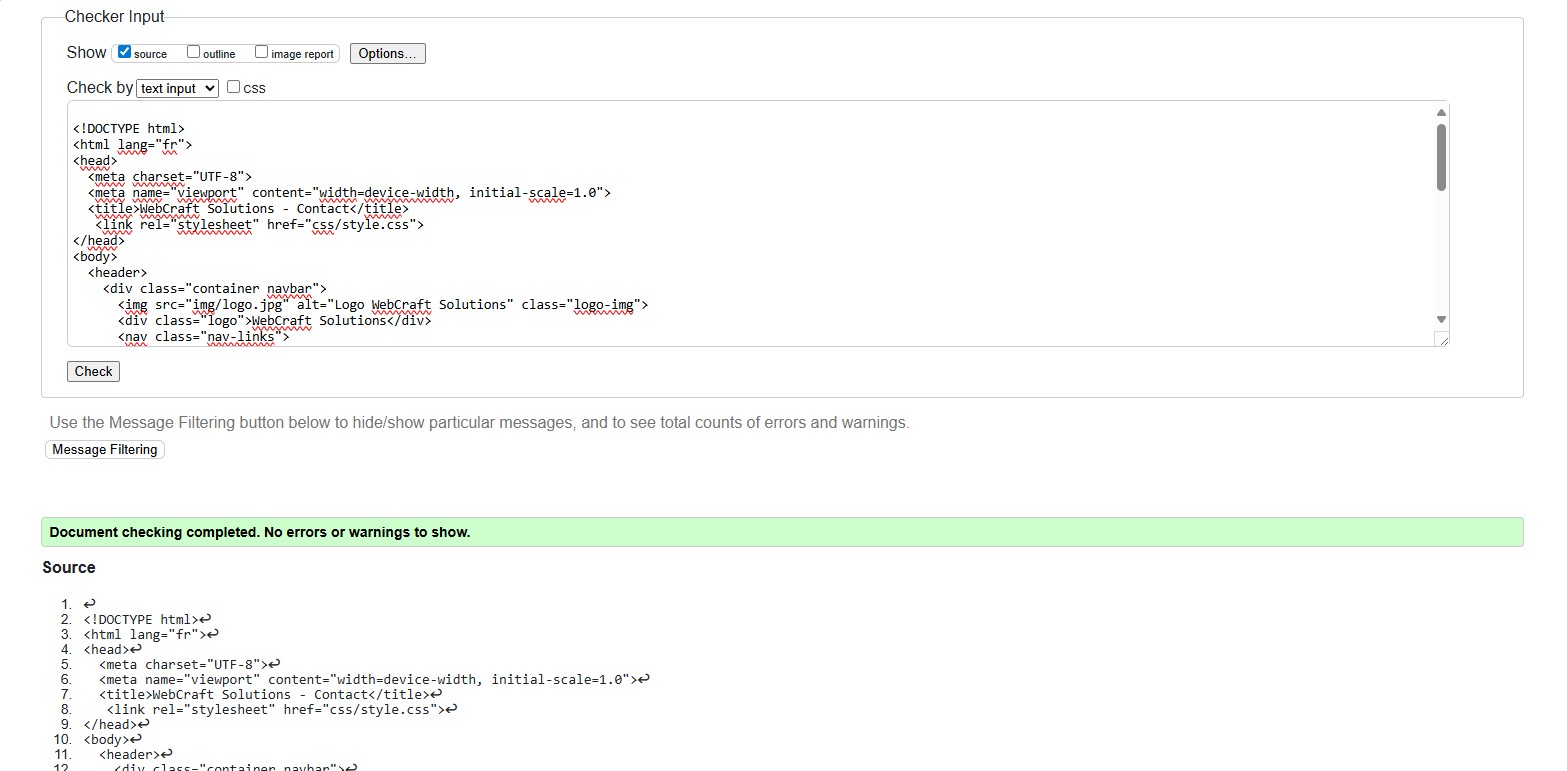 Checker Input
Show source outline image report Options...
Check by text input css
<!DOCTYPE html>
<html lang="fr">
<head>
  <meta charset="UTF-8">
  <meta name="viewport" content="width=device-width, initial-scale=1.0">
  <title>WebCraft Solutions - Contact</title>
   <link rel="stylesheet" href="css/style.css">
</head>
<body>
  <header>
    <div class="container navbar">
      <img src="img/logo.jpg" alt="Logo WebCraft Solutions" class="logo-img">
      <div class="logo">WebCraft Solutions</div>
      <nav class="nav-links">
Check
Use the Message Filtering button below to hide/show particular messages, and to see total counts of errors and warnings.
Message Filtering
Document checking completed. No errors or warnings to show.
Source
1. ↩
2. <!DOCTYPE html>↩
3. <html lang="fr">↩
4. <head>↩
5.   <meta charset="UTF-8">↩
6.   <meta name="viewport" content="width=device-width, initial-scale=1.0">↩
7.   <title>WebCraft Solutions - Contact</title>↩
8.    <link rel="stylesheet" href="css/style.css">↩
9. </head>↩
10. <body>↩
11.   <header>↩
12.     <div class="container navbar">↩